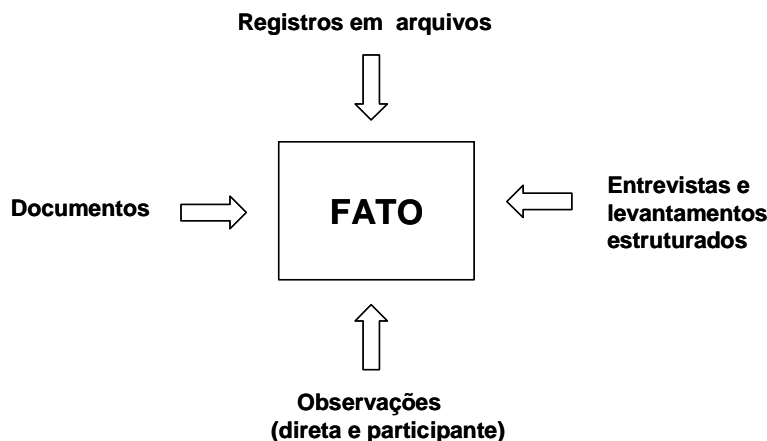 Registros em arquivos
Documentos
FATO
Entrevistas e
levantamentos
estruturados
Observações
(direta e participante)